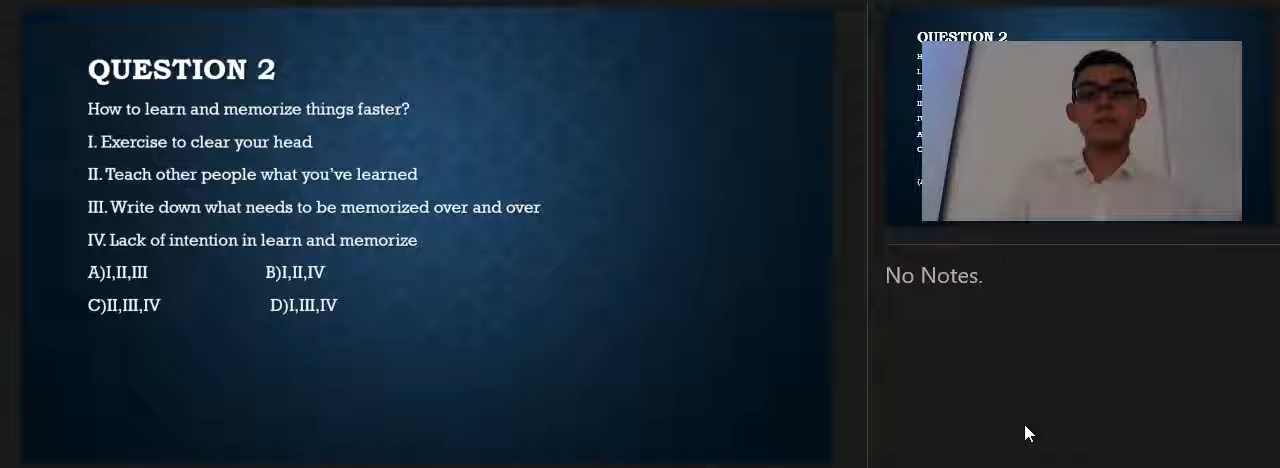 QUESTION 2
How to learn and memorize things faster?
I. Exercise to clear your head
II. Teach other people what you've learned
III. Write down what needs to be memorized over and over
IV. Lack of intention in learn and memorize
A)I,II,III B)I,II,IV
C)II,III,IV D)I,III,IV
QUESTION 2
No Notes.